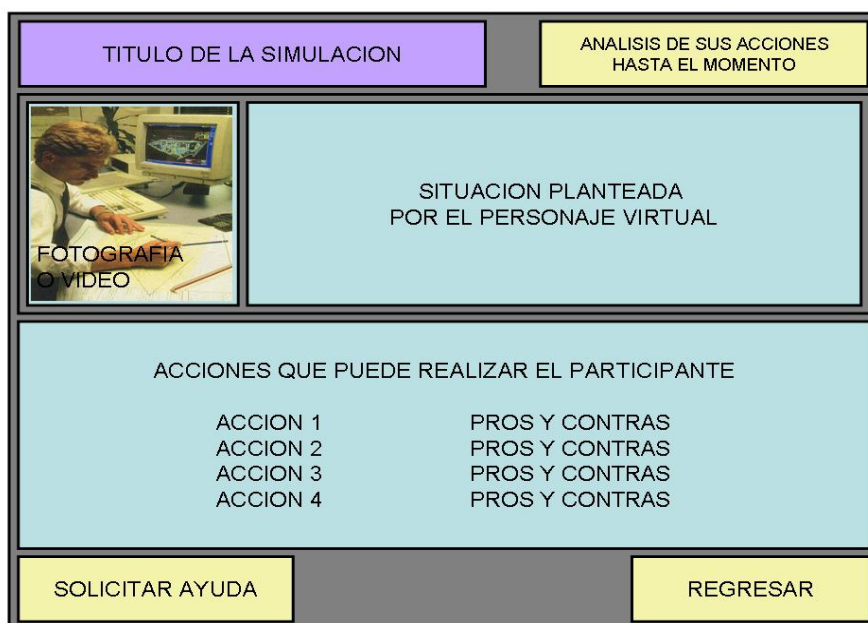 TITULO DE LA SIMULACION
ANALISIS DE SUS ACCIONES
HASTA EL MOMENTO
FOTOGRAFIA
O VIDEO
SITUACION PLANTEADA
POR EL PERSONAJE VIRTUAL
ACCIONES QUE PUEDE REALIZAR EL PARTICIPANTE
ACCION 1 PROS Y CONTRAS
ACCION 2 PROS Y CONTRAS
ACCION 3 PROS Y CONTRAS
ACCION 4 PROS Y CONTRAS
SOLICITAR AYUDA
REGRESAR